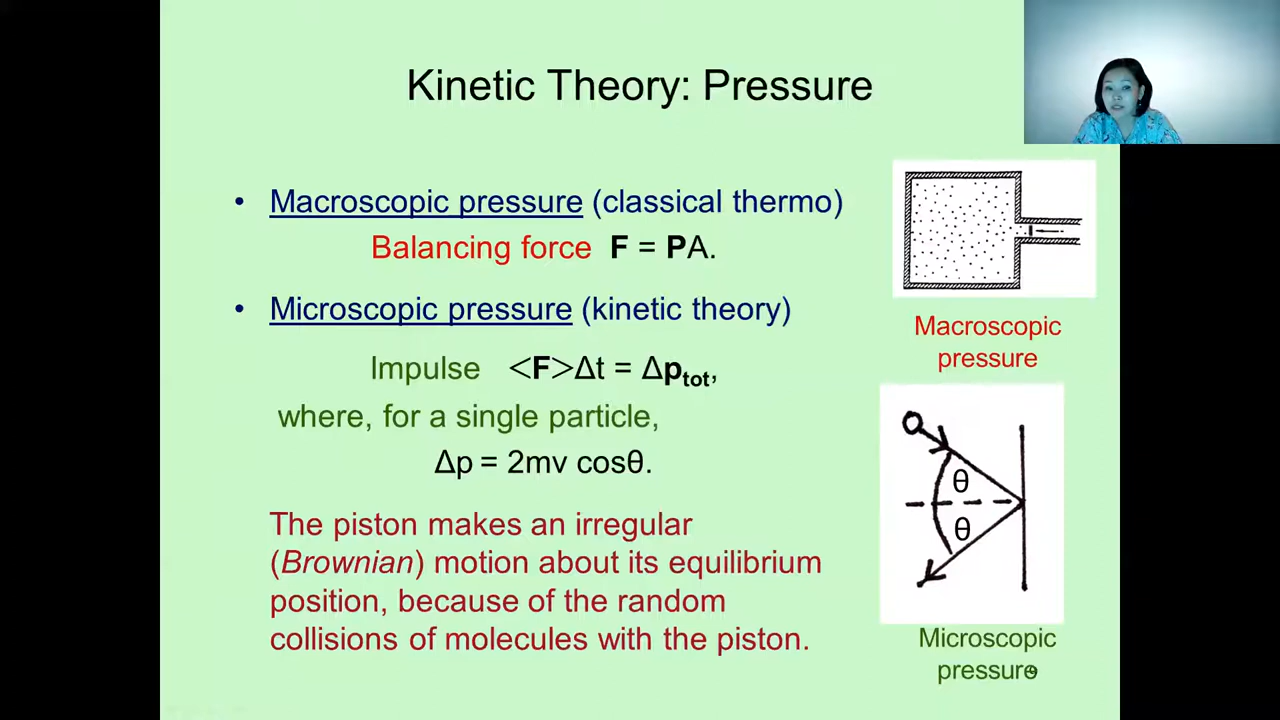 Kinetic Theory: Pressure
• Macroscopic pressure (classical thermo)
Balancing force F = PA.
• Microscopic pressure (kinetic theory)
Impulse <F>Δt = Δp_tot,
where, for a single particle,
Δp = 2mv cosθ.
The piston makes an irregular
(Brownian) motion about its equilibrium
position, because of the random
collisions of molecules with the piston.
Macroscopic
pressure
θ
θ
Microscopic
pressure